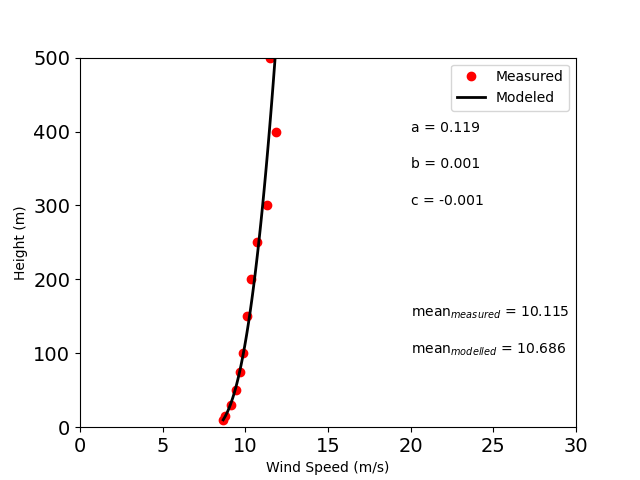 500
400
300
200
100
0
Height (m)
0 5 10 15 20 25 30
Wind Speed (m/s)
Measured
Modeled
a = 0.119
b = 0.001
c = -0.001
mean_measured = 10.115
mean_modelled = 10.686